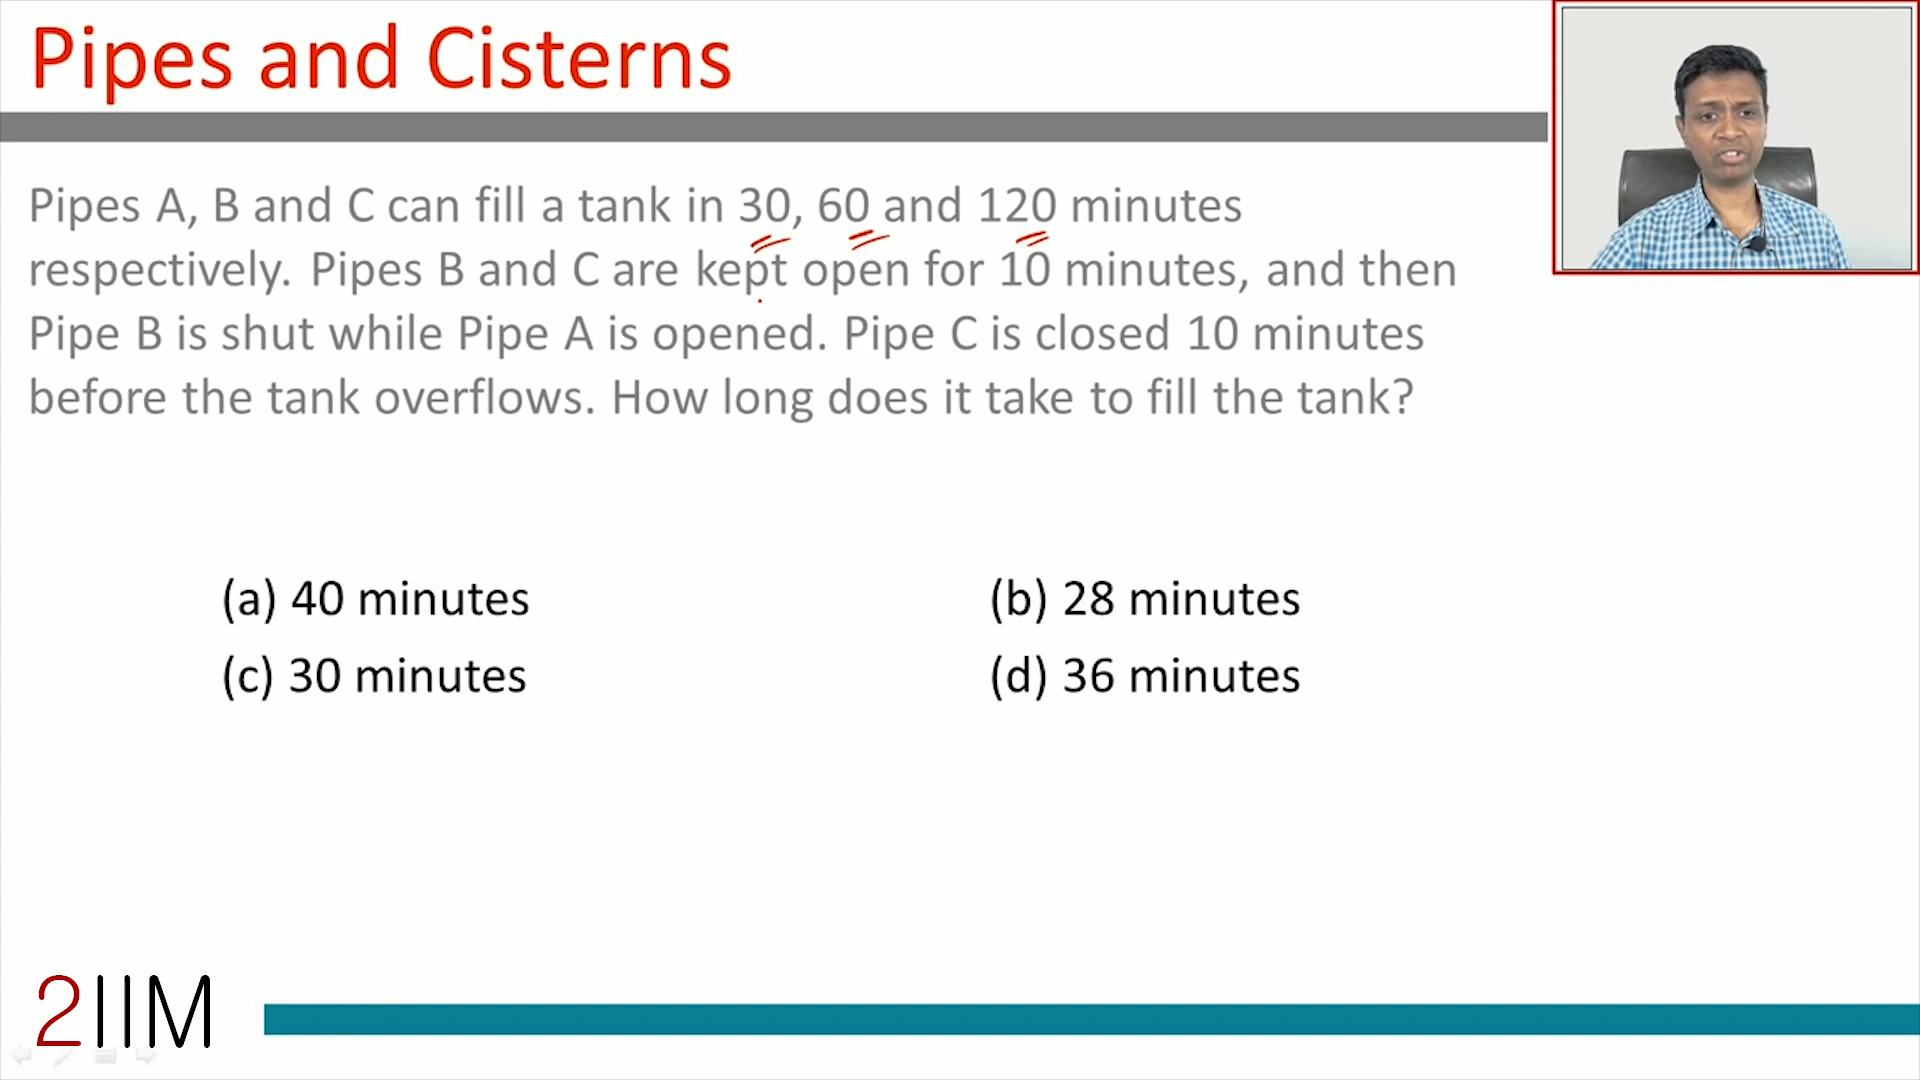 Pipes and Cisterns
Pipes A, B and C can fill a tank in 30, 60 and 120 minutes
respectively. Pipes B and C are kept open for 10 minutes, and then
Pipe B is shut while Pipe A is opened. Pipe C is closed 10 minutes
before the tank overflows. How long does it take to fill the tank?
(a) 40 minutes
(b) 28 minutes
(c) 30 minutes
(d) 36 minutes
2IIM